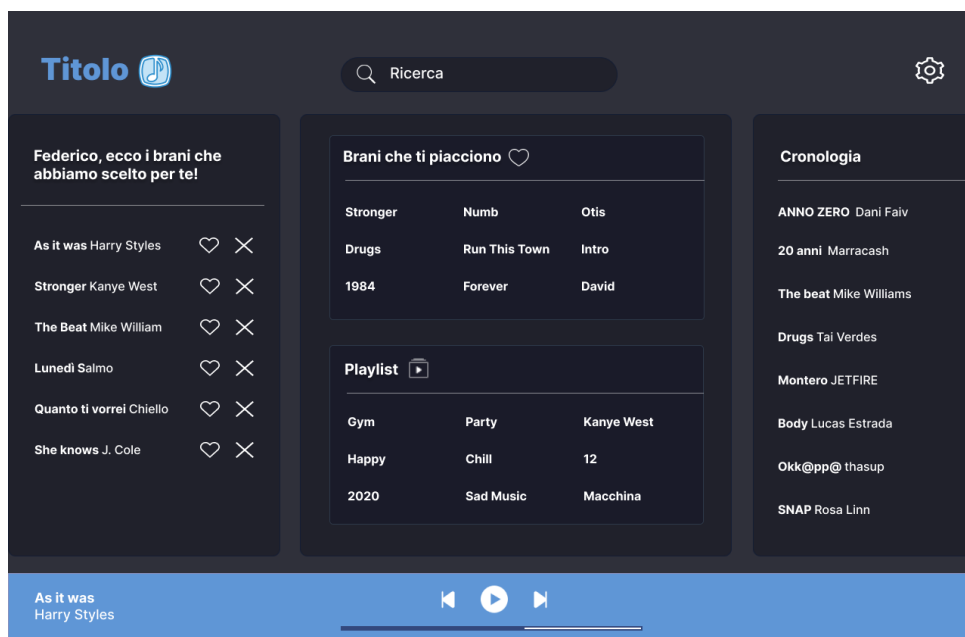 Titolo
Ricerca
Federico, ecco i brani che
abbiamo scelto per te!
As it was Harry Styles
Stronger Kanye West
The Beat Mike William
Lunedì Salmo
Quanto ti vorrei Chiello
She knows J. Cole
Brani che ti piacciono
Stronger Numb Otis
Drugs Run This Town Intro
1984 Forever David
Playlist
Gym Party Kanye West
Happy Chill 12
2020 Sad Music Macchina
Cronologia
ANNO ZERO Dani Faiv
20 anni Marracash
The beat Mike Williams
Drugs Tai Verdes
Montero JETFIRE
Body Lucas Estrada
Okk@pp@ thasup
SNAP Rosa Linn
As it was
Harry Styles